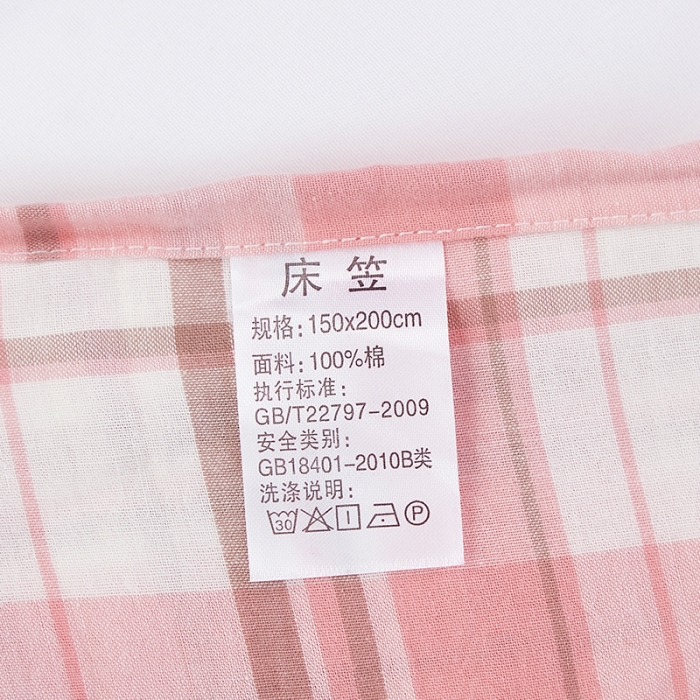 床笠
规格:150x200cm
面料:100%棉
执行标准:
GB/T22797-2009
安全类别:
GB18401-2010B类
洗涤说明:
30 P